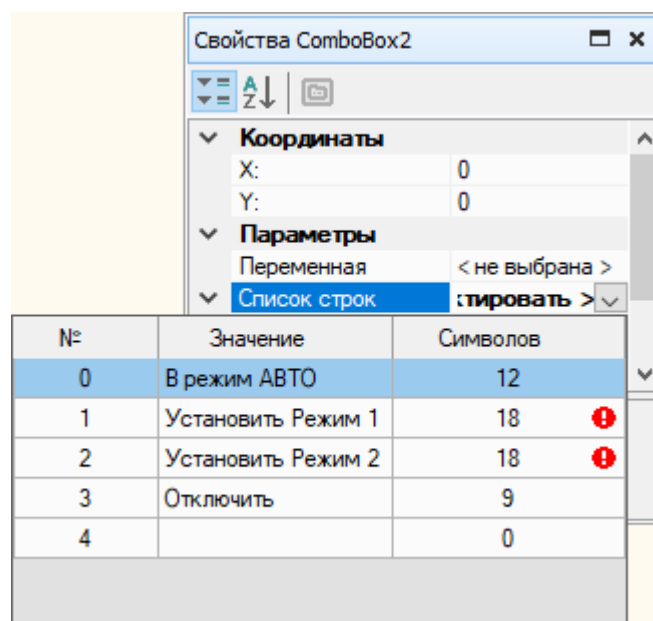 Свойства ComboBox2
Координаты
X: 0
Y: 0
Параметры
Переменная < не выбрана >
Список строк ктировать >
№ Значение Символов
0 В режим АВТО 12
1 Установить Режим 1 18
2 Установить Режим 2 18
3 Отключить 9
4 0